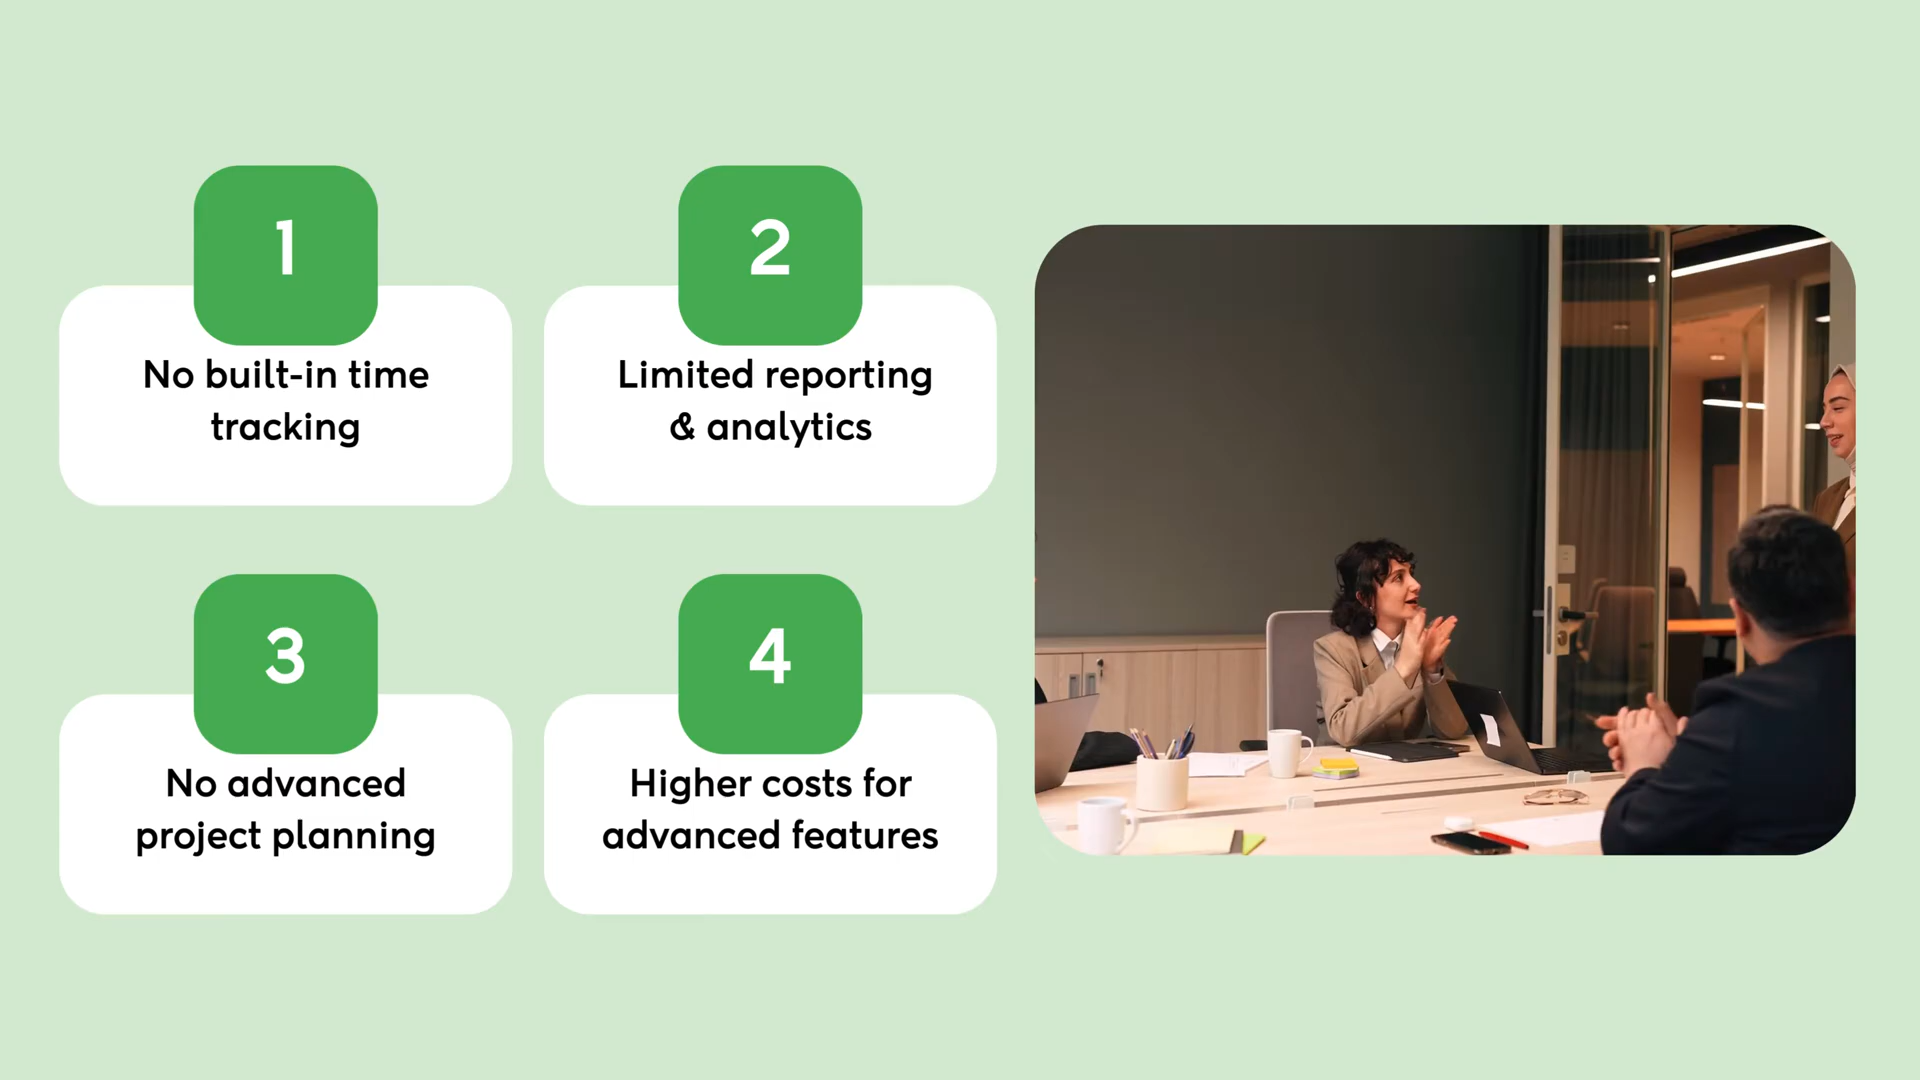 1
No built-in time
tracking
2
Limited reporting
& analytics
3
No advanced
project planning
4
Higher costs for
advanced features